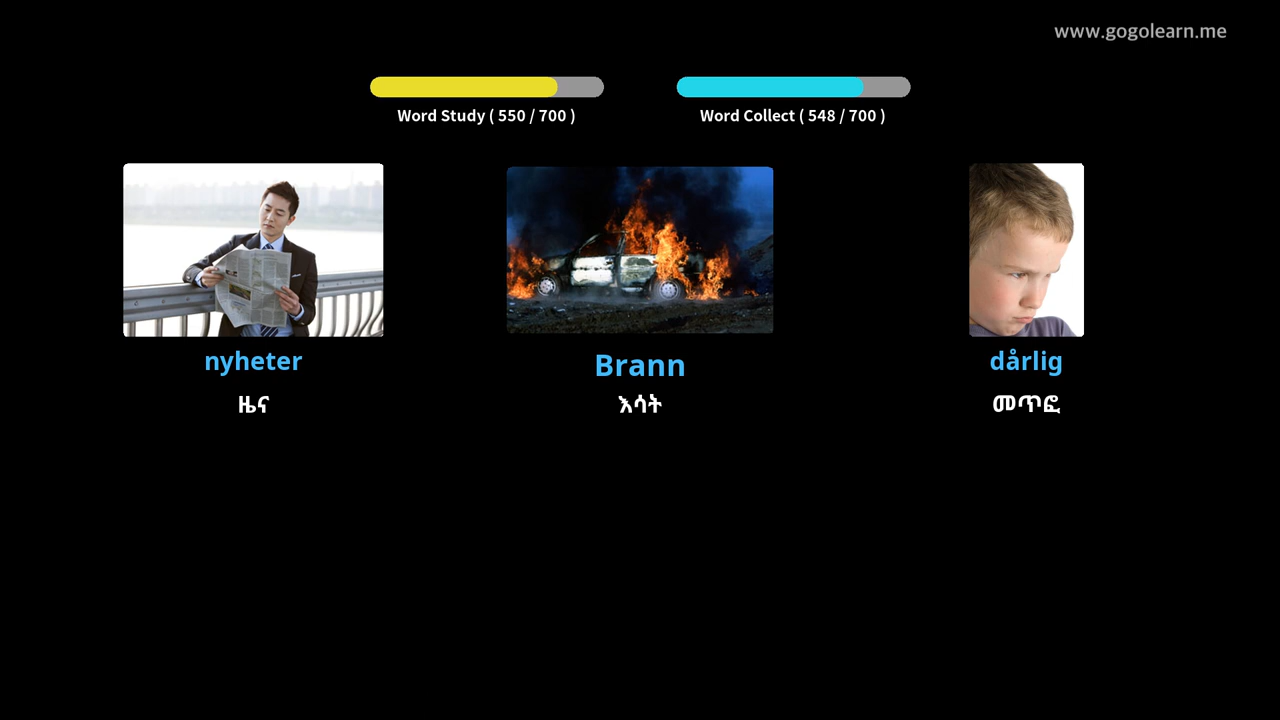 www.gogolearn.me
Word Study ( 550 / 700 )
Word Collect ( 548 / 700 )
nyheter
Brann
dårlig
ዜና
እሳት
መጥፎ